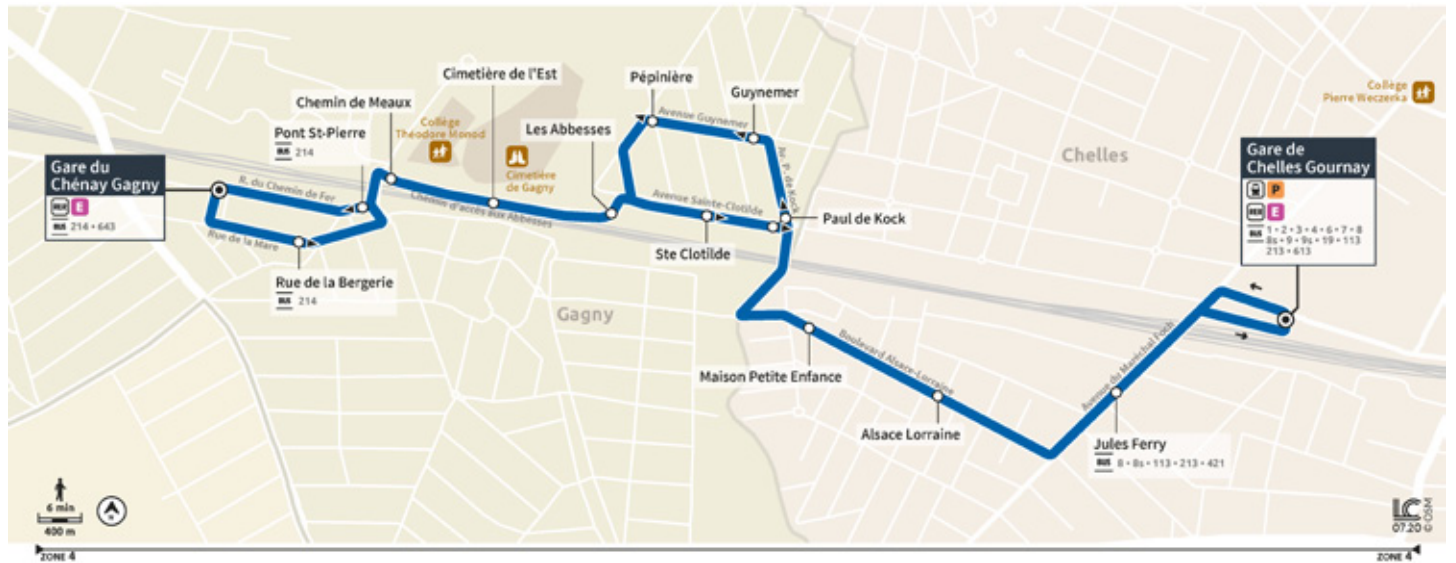 Cimetière de l'Est
Pépinière
Guynemer
Collège
Pierre Weczerka
Chemin de Meaux
Collège
Théodore Monod
Les Abbesses
Avenue Guynemer
Pont St-Pierre
BUS 214
Cimetière
de Gagny
Av. P. de Kock
Chelles
Gare de
Chelles Gournay
P
RER E
BUS 1 • 2 • 3 • 4 • 6 • 7 • 8
8s • 9 • 9s • 19 • 113
213 • 613
Gare du
Chénay Gagny
RER E
BUS 214 • 643
R. du Chemin de Fer
Chemin d'accès aux Abbesses
Avenue Sainte-Clotilde
Paul de Kock
Rue de la Mare
Ste Clotilde
Rue de la Bergerie
BUS 214
Gagny
Maison Petite Enfance
Boulevard Alsace-Lorraine
Avenue du Maréchal Foch
Alsace Lorraine
Jules Ferry
BUS 8 • 8s • 113 • 213 • 421
6 min
400 m
N
LC
07.20
© OSM
ZONE 4
ZONE 4